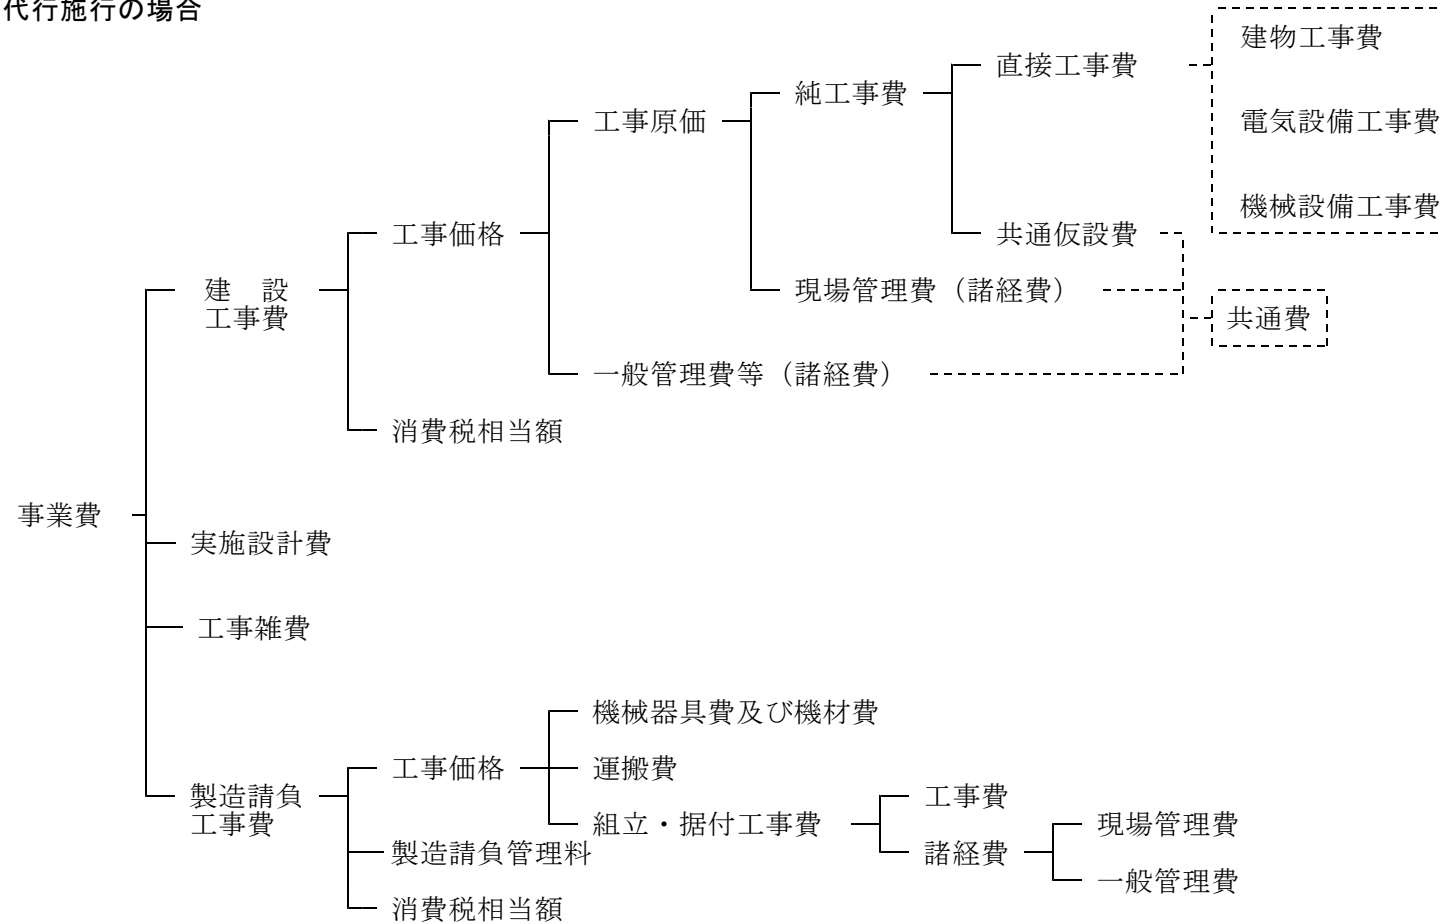 代行施行の場合
建物工事費
直接工事費
純工事費
工事原価
電気設備工事費
機械設備工事費
工事価格
共通仮設費
建　設
工事費
現場管理費（諸経費）
共通費
一般管理費等（諸経費）
消費税相当額
事業費
実施設計費
工事雑費
機械器具費及び機材費
工事価格
運搬費
製造請負
工事費
工事費
組立・据付工事費
現場管理費
製造請負管理料
諸経費
一般管理費
消費税相当額